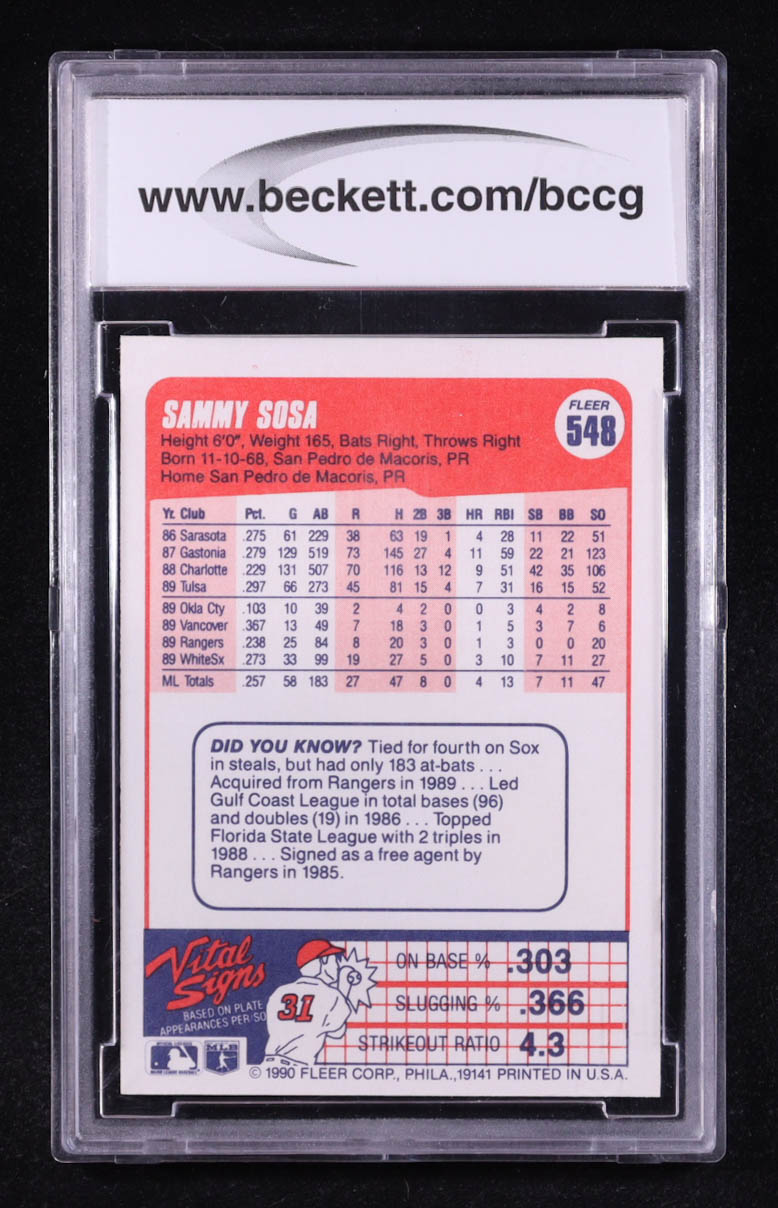 www.beckett.com/bccg
SAMMY SOSA
FLEER
548
Height 6'0", Weight 165, Bats Right, Throws Right
Born 11-10-68, San Pedro de Macoris, PR
Home San Pedro de Macoris, PR
Yr. Club Pct. G AB R H 2B 3B HR RBI SB BB SO
86 Sarasota .275 61 229 38 63 19 1 4 28 11 22 51
87 Gastonia .279 129 519 73 145 27 4 11 59 22 21 123
88 Charlotte .229 131 507 70 116 13 12 9 51 42 35 106
89 Tulsa .297 66 273 45 81 15 4 7 31 16 15 52
89 Okla Cty .103 10 39 2 4 2 0 0 3 4 2 8
89 Vancover .367 13 49 7 18 3 0 1 5 3 7 6
89 Rangers .238 25 84 8 20 3 0 1 3 0 0 20
89 WhiteSx .273 33 99 19 27 5 0 3 10 7 11 27
ML Totals .257 58 183 27 47 8 0 4 13 7 11 47
DID YOU KNOW? Tied for fourth on Sox
in steals, but had only 183 at-bats . . .
Acquired from Rangers in 1989 . . . Led
Gulf Coast League in total bases (96)
and doubles (19) in 1986 . . . Topped
Florida State League with 2 triples in
1988 . . . Signed as a free agent by
Rangers in 1985.
Vital
Signs
BASED ON PLATE
APPEARANCES PER SO
31
ON BASE % .303
SLUGGING % .366
STRIKEOUT RATIO 4.3
MLB
© 1990 FLEER CORP., PHILA., 19141 PRINTED IN U.S.A.